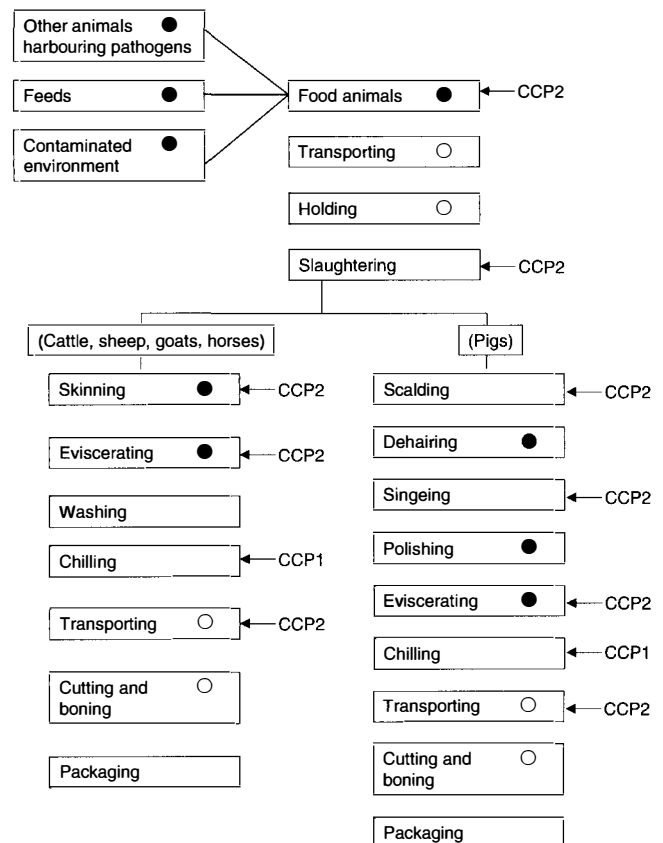 Other animals
harbouring pathogens
Feeds
Contaminated
environment
Food animals
CCP2
Transporting
Holding
Slaughtering
CCP2
(Cattle, sheep, goats, horses)
Skinning
CCP2
Eviscerating
CCP2
Washing
Chilling
CCP1
Transporting
CCP2
Cutting and
boning
Packaging
(Pigs)
Scalding
CCP2
Dehairing
Singeing
CCP2
Polishing
Eviscerating
CCP2
Chilling
CCP1
Transporting
CCP2
Cutting and
boning
Packaging